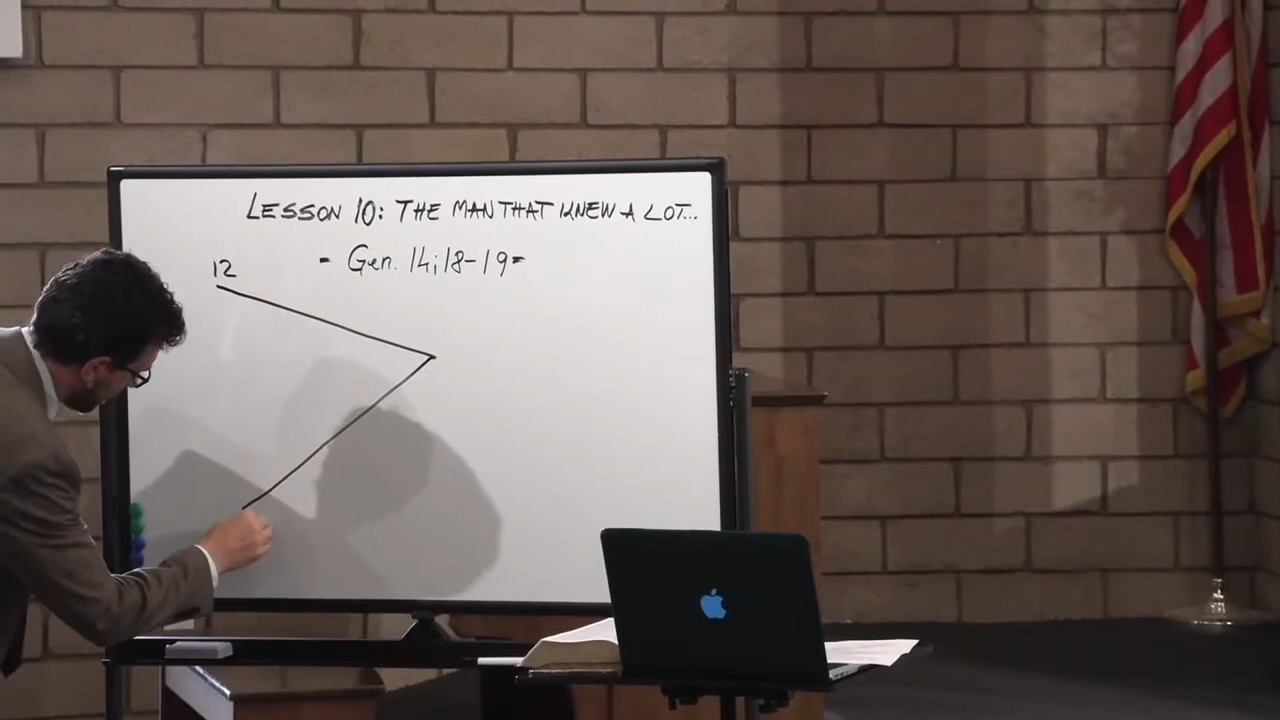 LESSON 10: THE MAN THAT KNEW A LOT...
- Gen. 14;18-19-
12